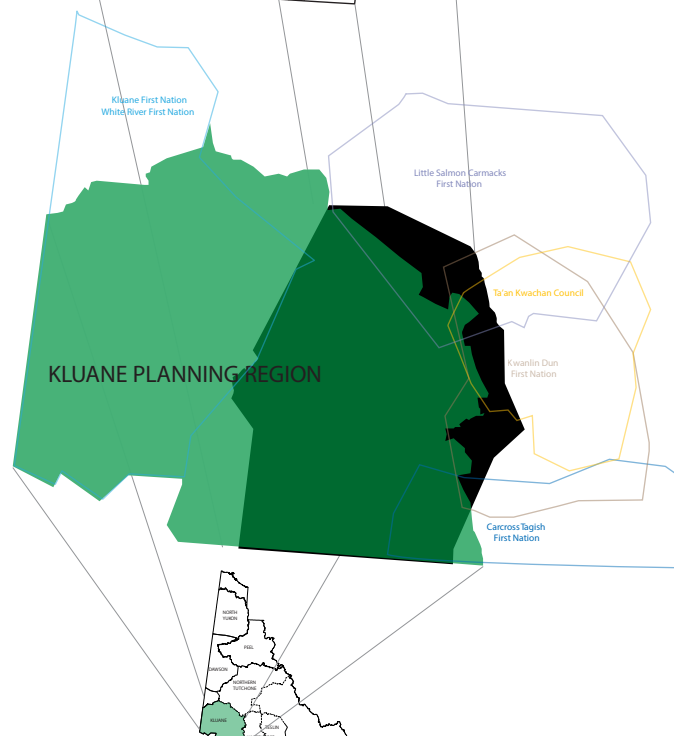 Kluane First Nation
White River First Nation
Little Salmon Carmacks
First Nation
Ta'an Kwachan Council
Kwanlin Dun
First Nation
KLUANE PLANNING REGION
Carcross Tagish
First Nation
NORTH
YUKON
PEEL
DAWSON
NORTHERN
TUTCHONE
KLUANE
TESLIN